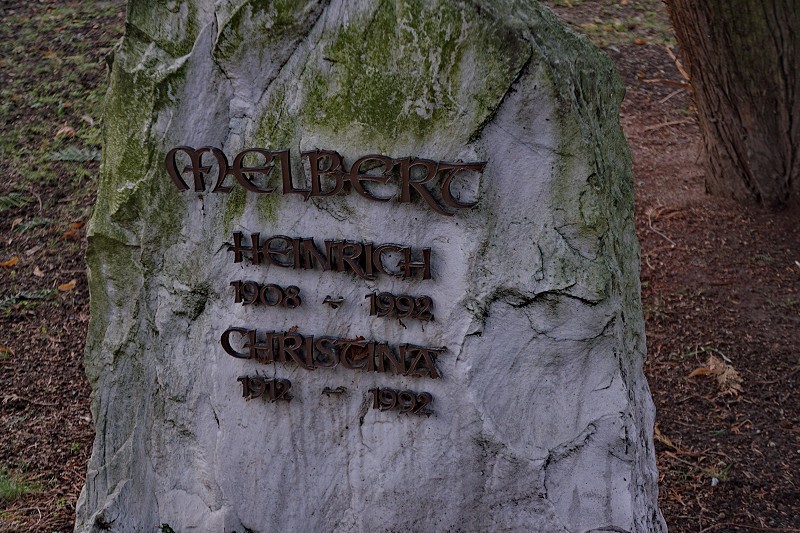 MELBERT
HEINRICH
1908 ~ 1992
CHRISTINA
1912 ~ 1992